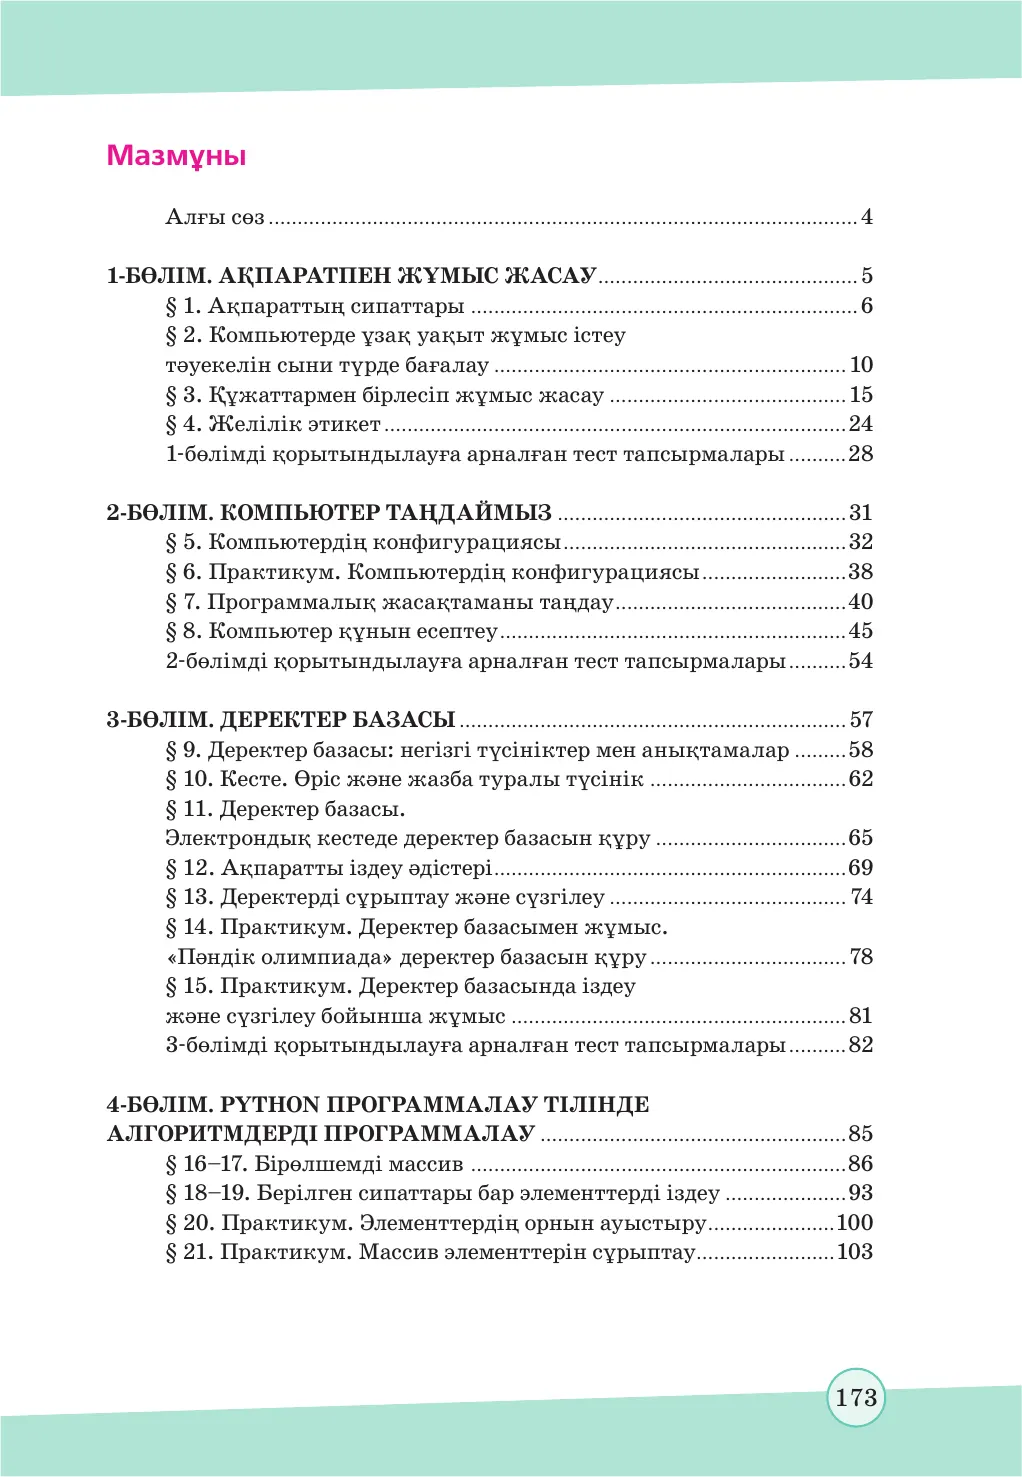 Мазмұны
Алғы сөз ........................................................................................................ 4
1-БӨЛІМ. АҚПАРАТПЕН ЖҰМЫС ЖАСАУ............................................. 5
§ 1. Ақпараттың сипаттары ................................................................... 6
§ 2. Компьютерде ұзақ уақыт жұмыс істеу
тәуекелін сыни түрде бағалау ............................................................. 10
§ 3. Құжаттармен бірлесіп жұмыс жасау ......................................... 15
§ 4. Желілік этикет ................................................................................ 24
1-бөлімді қорытындылауға арналған тест тапсырмалары .......... 28
2-БӨЛІМ. КОМПЬЮТЕР ТАҢДАЙМЫЗ .................................................. 31
§ 5. Компьютердің конфигурациясы ................................................. 32
§ 6. Практикум. Компьютердің конфигурациясы ......................... 38
§ 7. Программалық жасақтаманы таңдау ........................................ 40
§ 8. Компьютер құнын есептеу ............................................................ 45
2-бөлімді қорытындылауға арналған тест тапсырмалары .......... 54
3-БӨЛІМ. ДЕРЕКТЕР БАЗАСЫ ................................................................... 57
§ 9. Деректер базасы: негізгі түсініктер мен анықтамалар ......... 58
§ 10. Кесте. Өріс және жазба туралы түсінік .................................. 62
§ 11. Деректер базасы.
Электрондық кестеде деректер базасын құру ................................. 65
§ 12. Ақпаратты іздеу әдістері ............................................................. 69
§ 13. Деректерді сұрыптау және сүзгілеу ......................................... 74
§ 14. Практикум. Деректер базасымен жұмыс.
«Пәндік олимпиада» деректер базасын құру .................................. 78
§ 15. Практикум. Деректер базасында іздеу
және сүзгілеу бойынша жұмыс .......................................................... 81
3-бөлімді қорытындылауға арналған тест тапсырмалары .......... 82
4-БӨЛІМ. PYTHON ПРОГРАММАЛАУ ТІЛІНДЕ
АЛГОРИТМДЕРДІ ПРОГРАММАЛАУ ..................................................... 85
§ 16–17. Бірөлшемді массив ................................................................. 86
§ 18–19. Берілген сипаттары бар элементтерді іздеу ..................... 93
§ 20. Практикум. Элементтердің орнын ауыстыру ...................... 100
§ 21. Практикум. Массив элементтерін сұрыптау ........................ 103
173